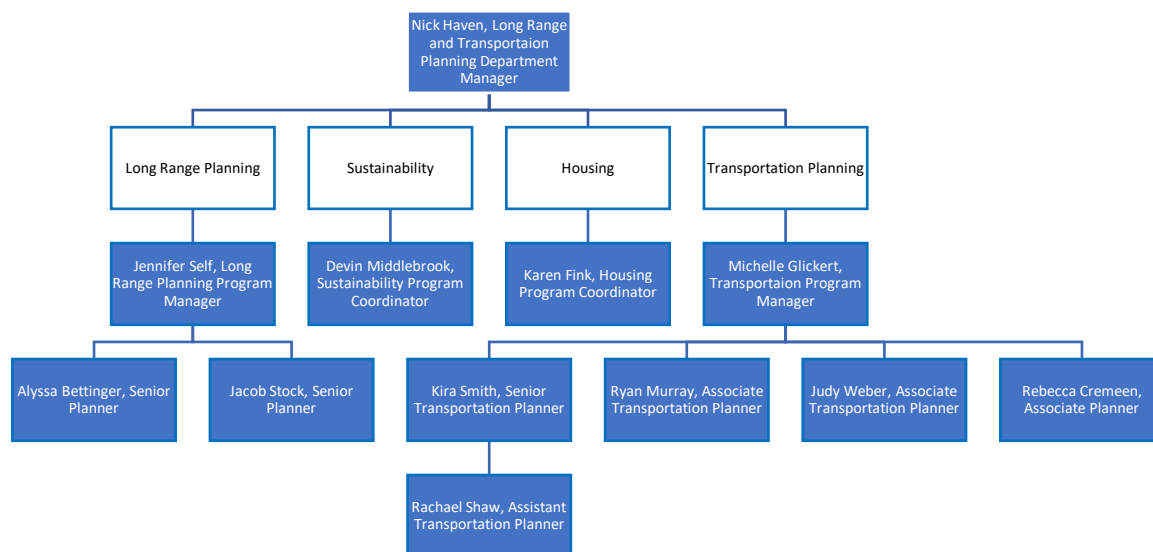 Nick Haven, Long Range
and Transportaion
Planning Department
Manager
Long Range Planning
Sustainability
Housing
Transportation Planning
Jennifer Self, Long
Range Planning Program
Manager
Devin Middlebrook,
Sustainability Program
Coordinator
Karen Fink, Housing
Program Coordinator
Michelle Glickert,
Transportaion Program
Manager
Alyssa Bettinger, Senior
Planner
Jacob Stock, Senior
Planner
Kira Smith, Senior
Transportation Planner
Ryan Murray, Associate
Transportation Planner
Judy Weber, Associate
Transportation Planner
Rebecca Cremeen,
Associate Planner
Rachael Shaw, Assistant
Transportation Planner